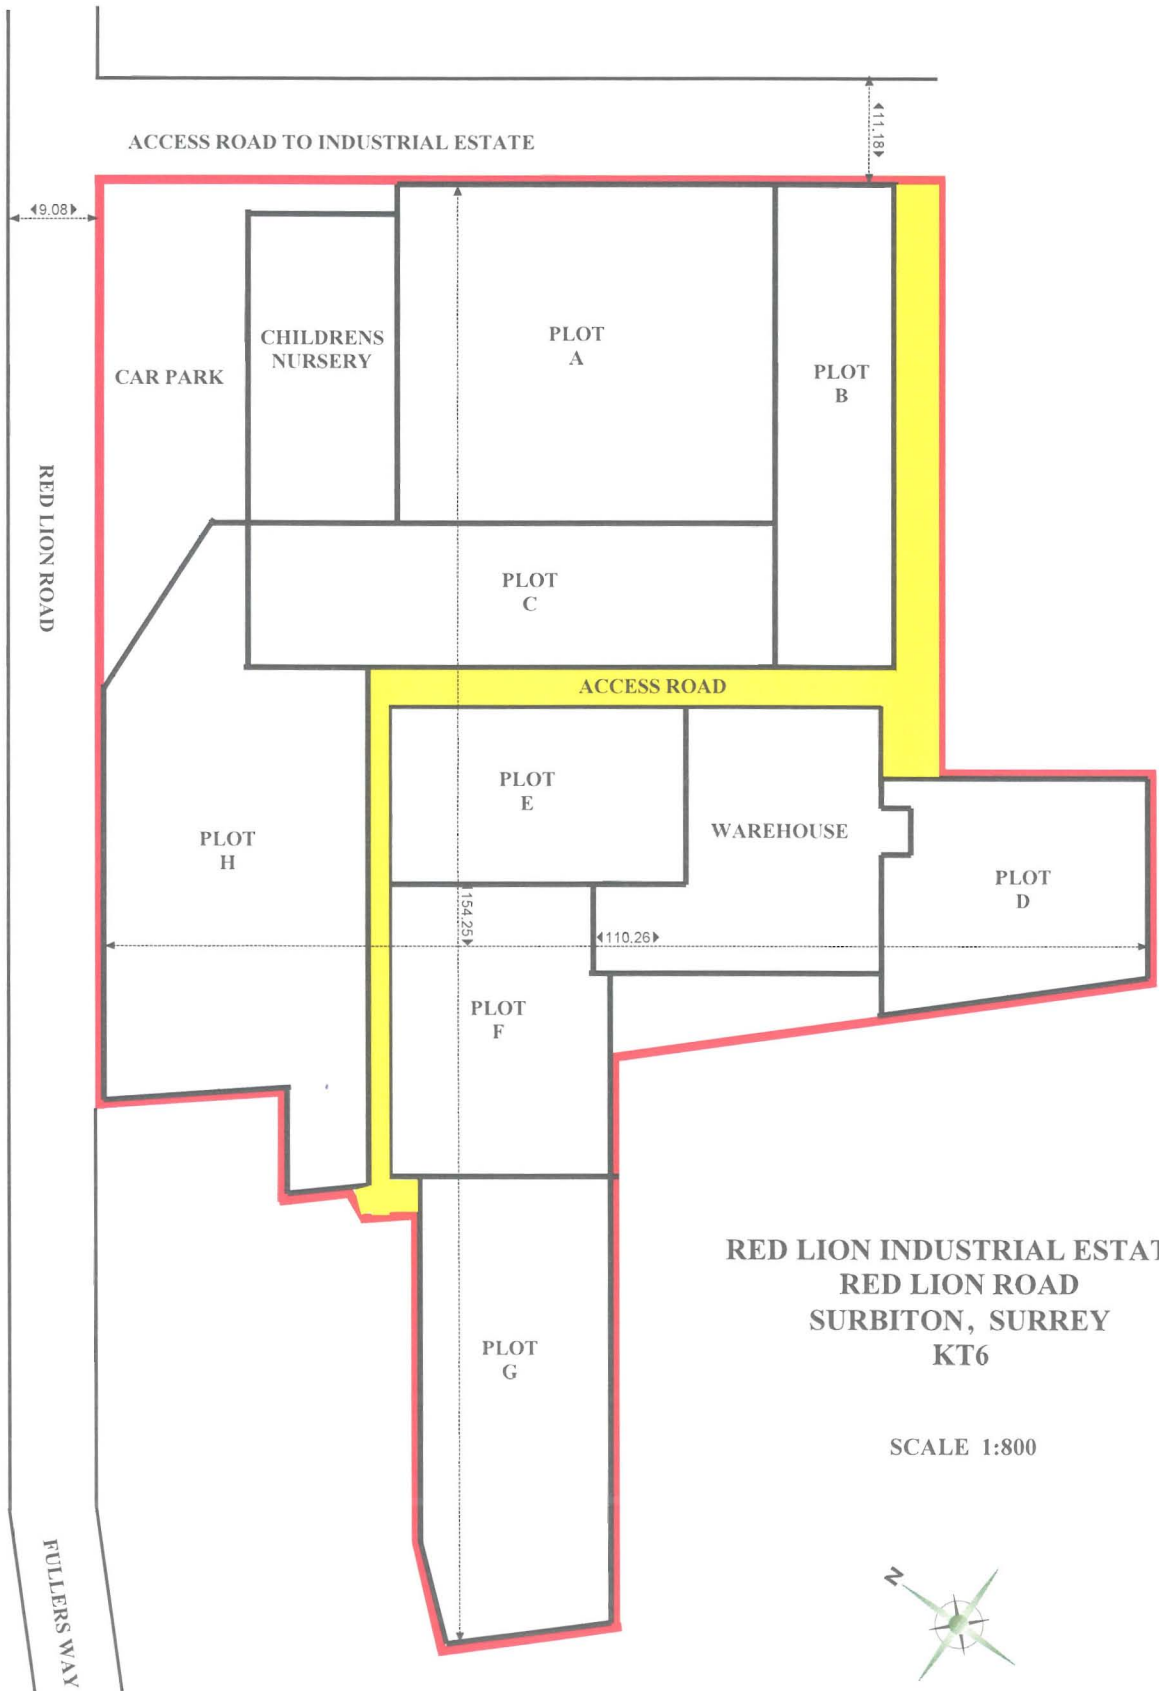 ACCESS ROAD TO INDUSTRIAL ESTATE
11.18
9.08
CHILDRENS
NURSERY
PLOT
A
CAR PARK
PLOT
B
RED LION ROAD
PLOT
C
ACCESS ROAD
PLOT
E
WAREHOUSE
PLOT
H
PLOT
D
154.25
110.26
PLOT
F
RED LION INDUSTRIAL ESTAT
RED LION ROAD
SURBITON, SURREY
KT6
PLOT
G
SCALE 1:800
FULLERS WAY
N